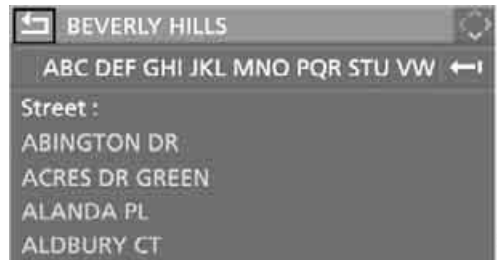 BEVERLY HILLS
ABC DEF GHI JKL MNO PQR STU VW
Street :
ABINGTON DR
ACRES DR GREEN
ALANDA PL
ALDBURY CT